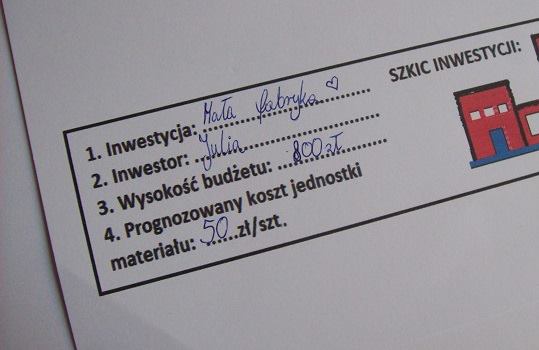 1. Inwestycja: Mała fabryka ♡
2. Inwestor: Julia
3. Wysokość budżetu: 800 zł
4. Prognozowany koszt jednostki
materiału: 50 zł/szt.
SZKIC INWESTYCJI: